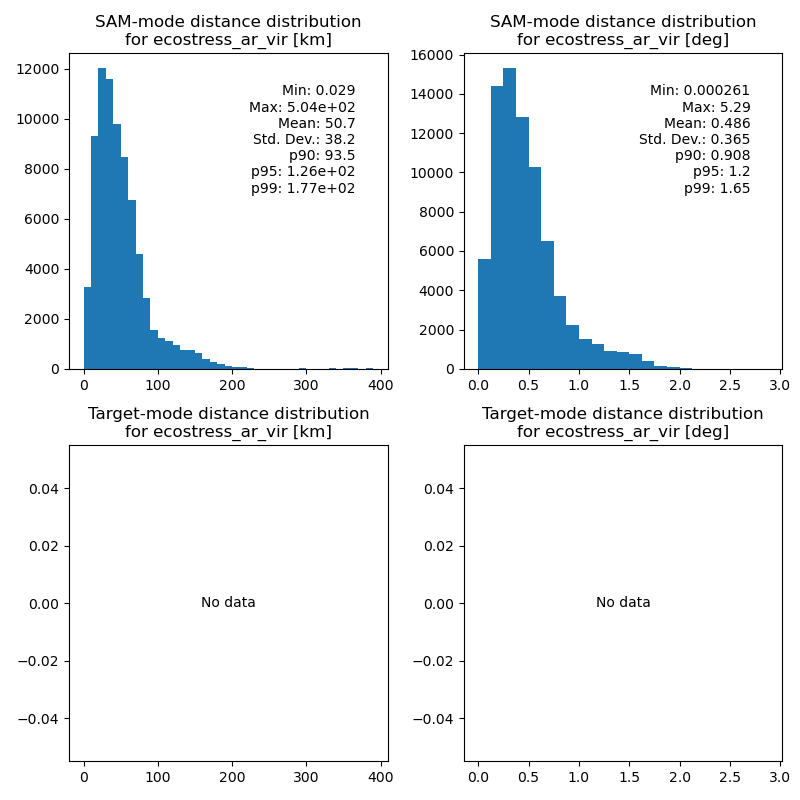 SAM-mode distance distribution
for ecostress_ar_vir [km]
12000
10000
8000
6000
4000
2000
0
Min: 0.029
Max: 5.04e+02
Mean: 50.7
Std. Dev.: 38.2
p90: 93.5
p95: 1.26e+02
p99: 1.77e+02
0 100 200 300 400
SAM-mode distance distribution
for ecostress_ar_vir [deg]
16000
14000
12000
10000
8000
6000
4000
2000
0
Min: 0.000261
Max: 5.29
Mean: 0.486
Std. Dev.: 0.365
p90: 0.908
p95: 1.2
p99: 1.65
0.0 0.5 1.0 1.5 2.0 2.5 3.0
Target-mode distance distribution
for ecostress_ar_vir [km]
0.04
0.02
0.00
−0.02
−0.04
No data
0 100 200 300 400
Target-mode distance distribution
for ecostress_ar_vir [deg]
0.04
0.02
0.00
−0.02
−0.04
No data
0.0 0.5 1.0 1.5 2.0 2.5 3.0